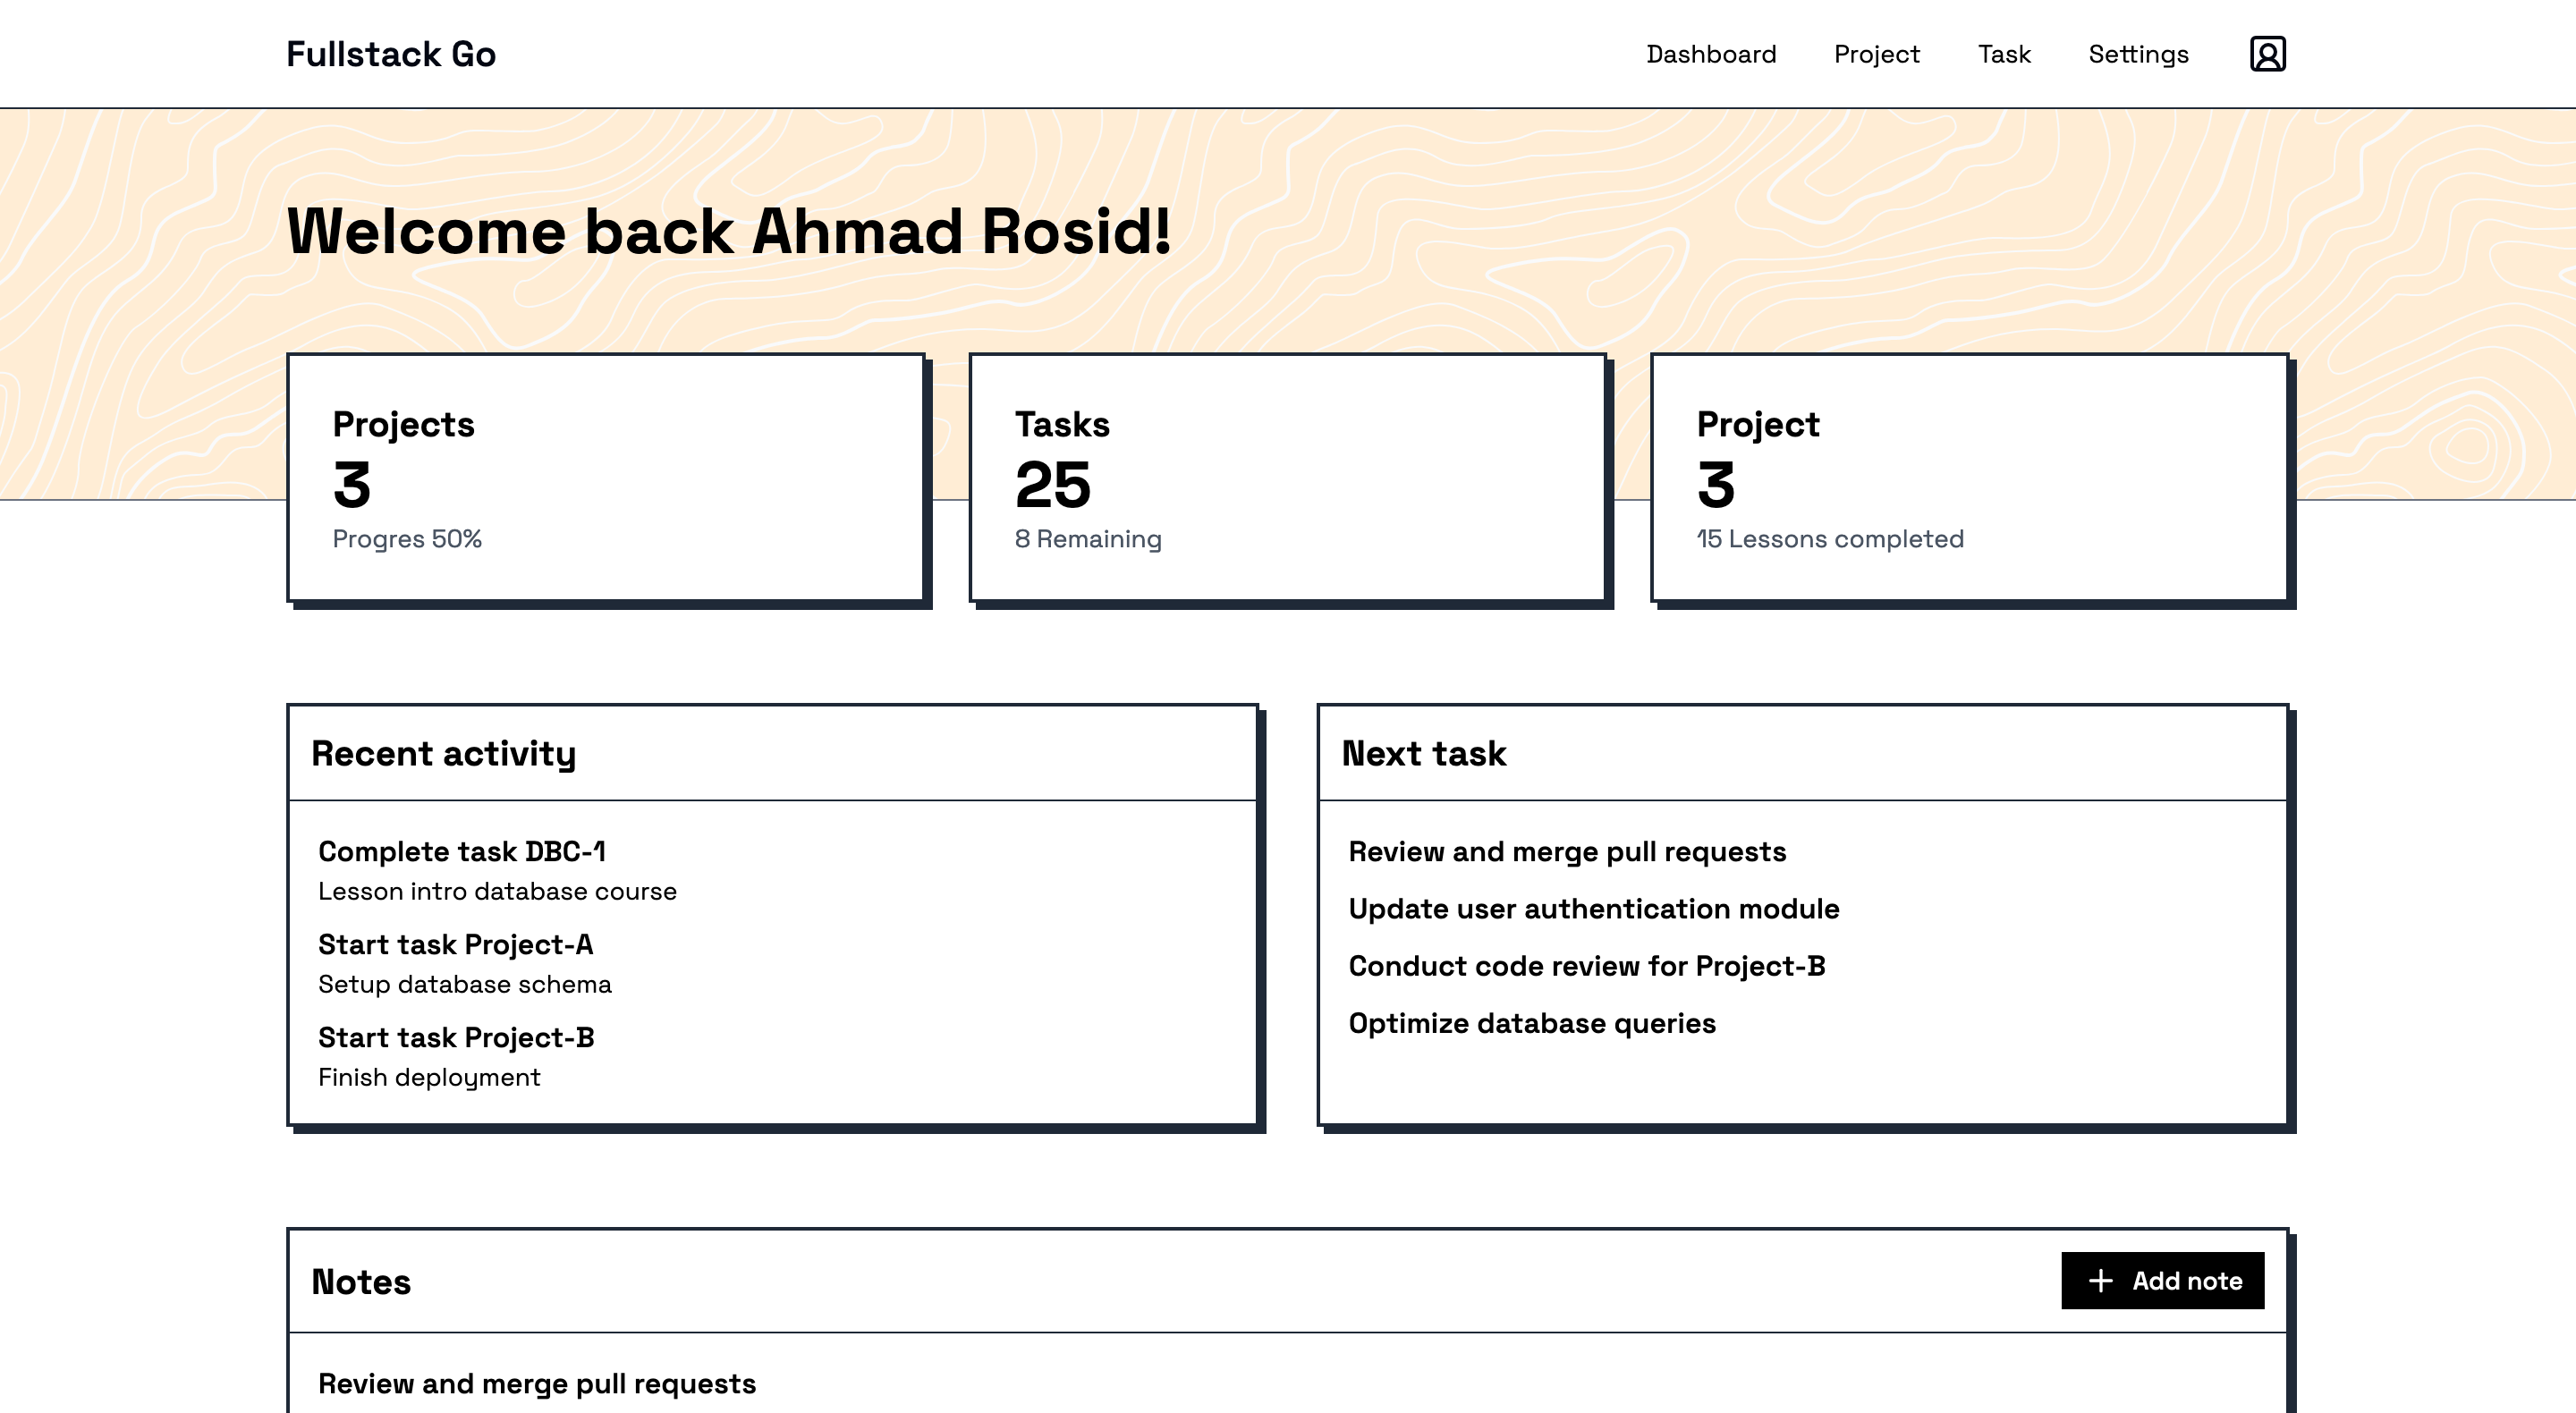 Fullstack Go
Dashboard Project Task Settings
Welcome back Ahmad Rosid!
Projects
3
Progres 50%
Tasks
25
8 Remaining
Project
3
15 Lessons completed
Recent activity
Complete task DBC-1
Lesson intro database course
Start task Project-A
Setup database schema
Start task Project-B
Finish deployment
Next task
Review and merge pull requests
Update user authentication module
Conduct code review for Project-B
Optimize database queries
Notes
Add note
Review and merge pull requests